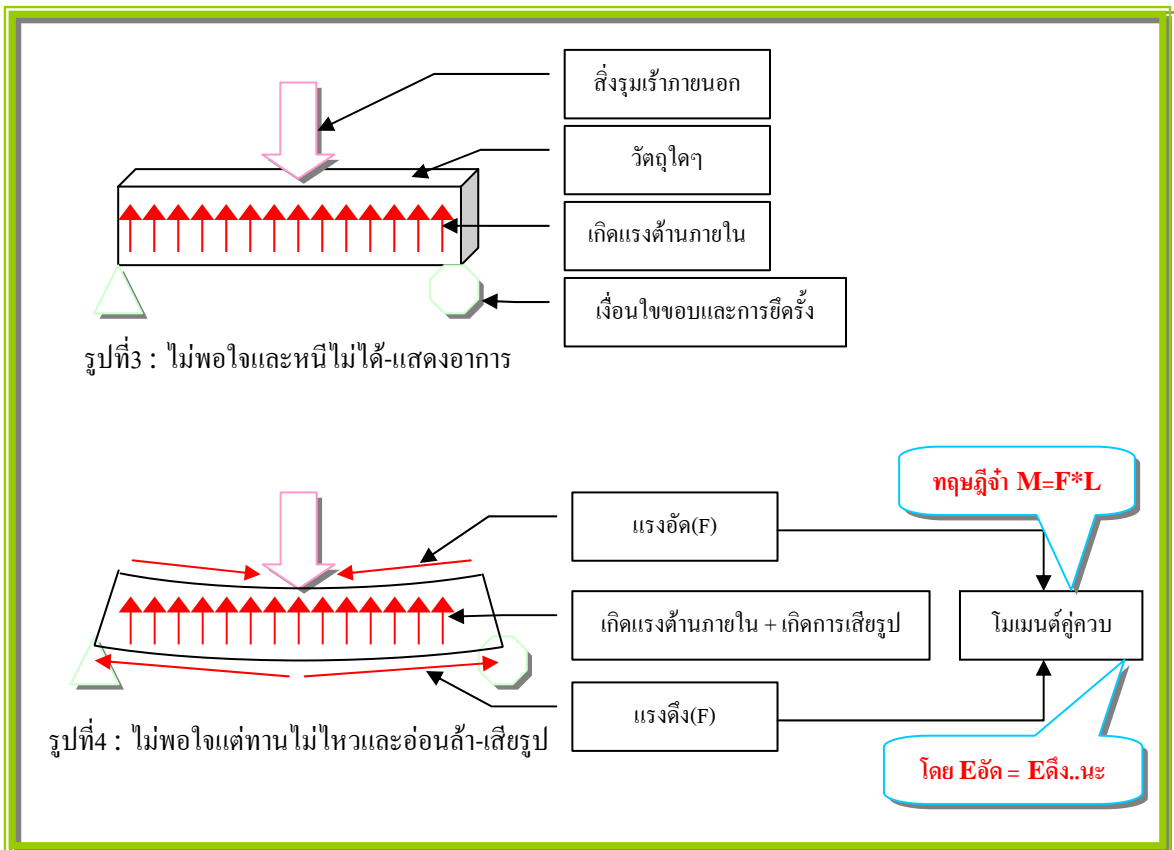 สิ่งรุมเร้าภายนอก
วัตถุใดๆ
เกิดแรงต้านภายใน
เงื่อนใขขอบและการยึดรั้ง
รูปที่3 : ไม่พอใจและหนีไม่ได้-แสดงอาการ
ทฤษฎีจ๋า M=F*L
แรงอัด(F)
เกิดแรงต้านภายใน + เกิดการเสียรูป
โมเมนต์คู่ควบ
แรงดึง(F)
รูปที่4 : ไม่พอใจแต่ทานไม่ไหวและอ่อนล้า-เสียรูป
โดย Eอัด = Eดึง..นะ